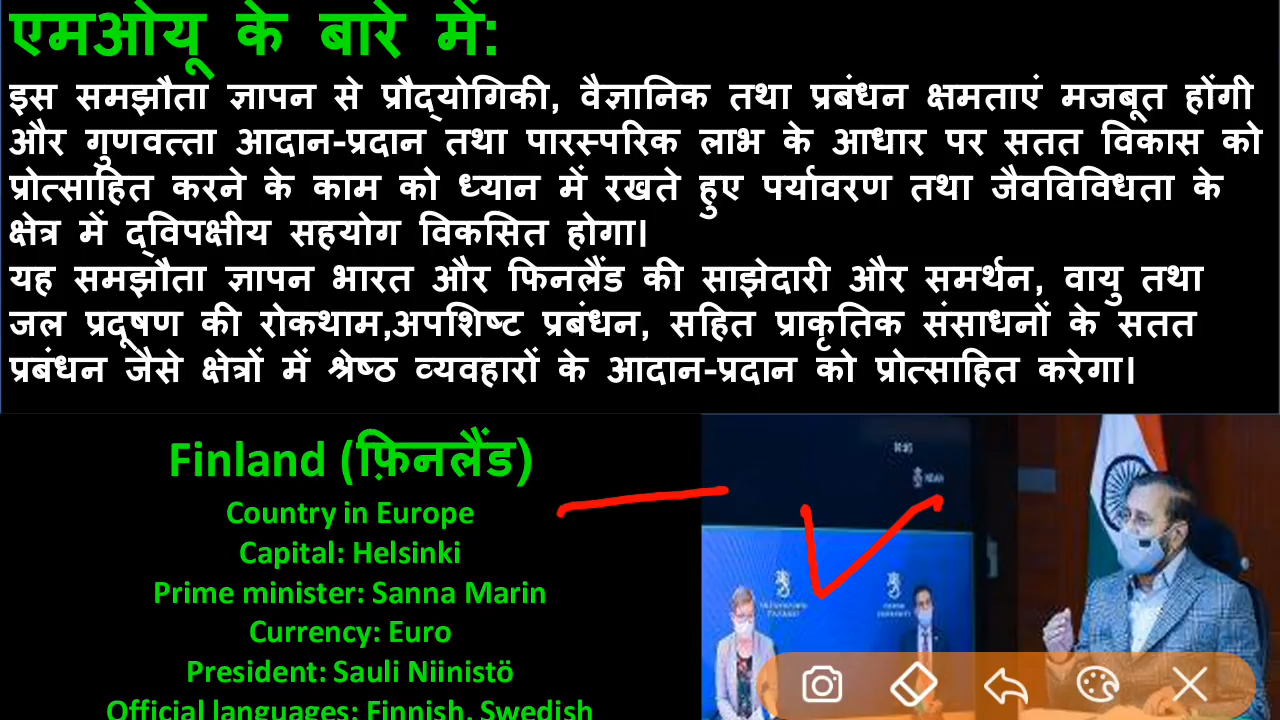 एमओयू के बारे में:
इस समझौता ज्ञापन से प्रौद्योगिकी, वैज्ञानिक तथा प्रबंधन क्षमताएं मजबूत होंगी
और गुणवत्ता आदान-प्रदान तथा पारस्परिक लाभ के आधार पर सतत विकास को
प्रोत्साहित करने के काम को ध्यान में रखते हुए पर्यावरण तथा जैवविविधता के
क्षेत्र में द्विपक्षीय सहयोग विकसित होगा।
यह समझौता ज्ञापन भारत और फिनलैंड की साझेदारी और समर्थन, वायु तथा
जल प्रदूषण की रोकथाम,अपशिष्ट प्रबंधन, सहित प्राकृतिक संसाधनों के सतत
प्रबंधन जैसे क्षेत्रों में श्रेष्ठ व्यवहारों के आदान-प्रदान को प्रोत्साहित करेगा।
Finland (फ़िनलैंड)
Country in Europe
Capital: Helsinki
Prime minister: Sanna Marin
Currency: Euro
President: Sauli Niinistö
Official languages: Finnish, Swedish